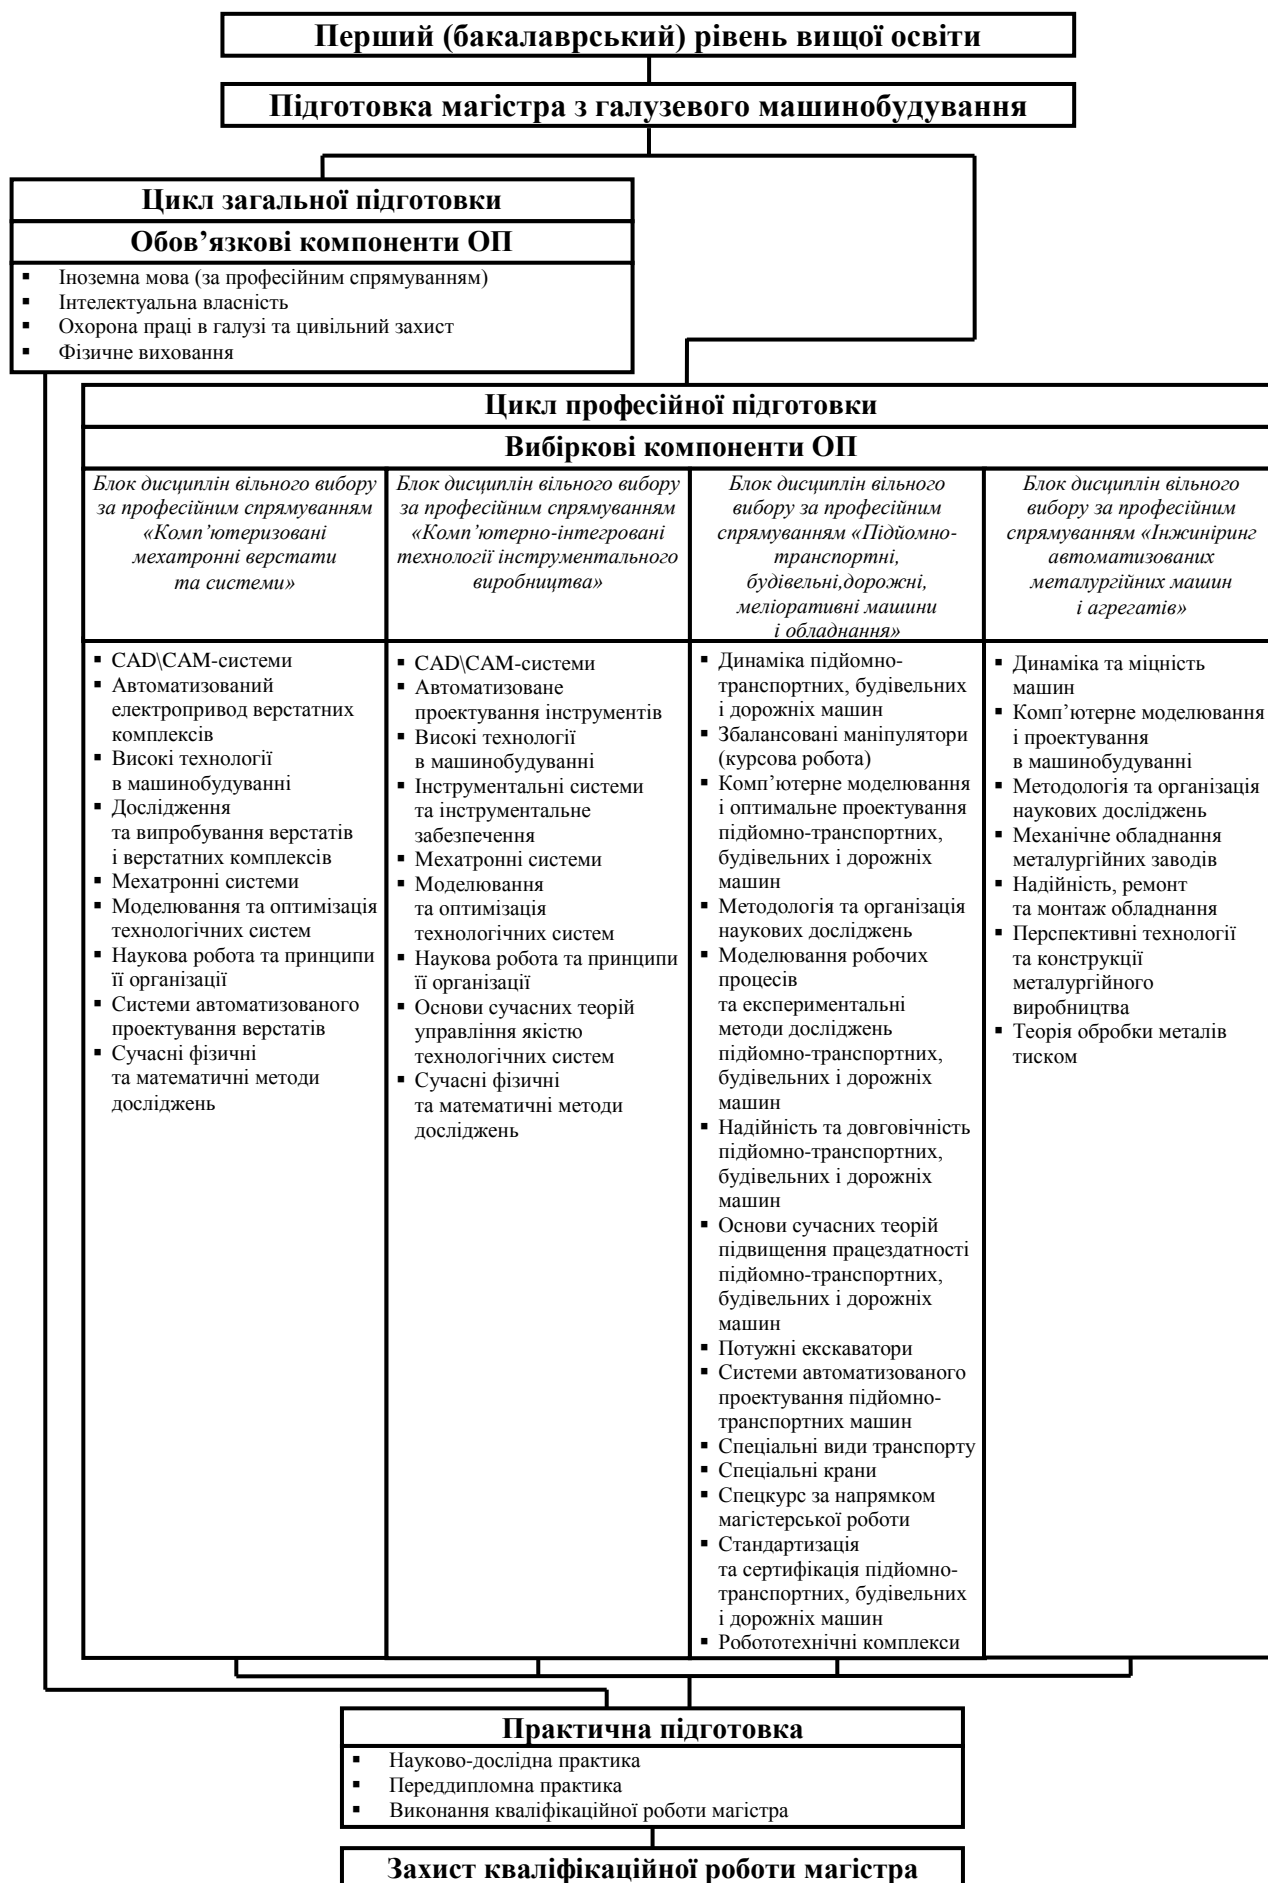 Перший (бакалаврський) рівень вищої освіти
Підготовка магістра з галузевого машинобудування
Цикл загальної підготовки
Обов’язкові компоненти ОП
▪ Іноземна мова (за професійним спрямуванням)
▪ Інтелектуальна власність
▪ Охорона праці в галузі та цивільний захист
▪ Фізичне виховання
Цикл професійної підготовки
Вибіркові компоненти ОП
Блок дисциплін вільного вибору
за професійним спрямуванням
«Комп’ютеризовані
мехатронні верстати
та системи»
Блок дисциплін вільного вибору
за професійним спрямуванням
«Комп’ютерно-інтегровані
технології інструментального
виробництва»
Блок дисциплін вільного
вибору за професійним
спрямуванням «Підйомно-
транспортні,
будівельні,дорожні,
меліоративні машини
і обладнання»
Блок дисциплін вільного
вибору за професійним
спрямуванням «Інжиніринг
автоматизованих
металургійних машин
і агрегатів»
▪ CAD\CAM-системи
▪ Автоматизований
електропривод верстатних
комплексів
▪ Високі технології
в машинобудуванні
▪ Дослідження
та випробування верстатів
і верстатних комплексів
▪ Мехатронні системи
▪ Моделювання та оптимізація
технологічних систем
▪ Наукова робота та принципи
її організації
▪ Системи автоматизованого
проектування верстатів
▪ Сучасні фізичні
та математичні методи
досліджень
▪ CAD\CAM-системи
▪ Автоматизоване
проектування інструментів
▪ Високі технології
в машинобудуванні
▪ Інструментальні системи
та інструментальне
забезпечення
▪ Мехатронні системи
▪ Моделювання
та оптимізація
технологічних систем
▪ Наукова робота та принципи
її організації
▪ Основи сучасних теорій
управління якістю
технологічних систем
▪ Сучасні фізичні
та математичні методи
досліджень
▪ Динаміка підйомно-
транспортних, будівельних
і дорожніх машин
▪ Збалансовані маніпулятори
(курсова робота)
▪ Комп’ютерне моделювання
і оптимальне проектування
підйомно-транспортних,
будівельних і дорожніх
машин
▪ Методологія та організація
наукових досліджень
▪ Моделювання робочих
процесів
та експериментальні
методи досліджень
підйомно-транспортних,
будівельних і дорожніх
машин
▪ Надійність та довговічність
підйомно-транспортних,
будівельних і дорожніх
машин
▪ Основи сучасних теорій
підвищення працездатності
підйомно-транспортних,
будівельних і дорожніх
машин
▪ Потужні екскаватори
▪ Системи автоматизованого
проектування підйомно-
транспортних машин
▪ Спеціальні види транспорту
▪ Спеціальні крани
▪ Спецкурс за напрямком
магістерської роботи
▪ Стандартизація
та сертифікація підйомно-
транспортних, будівельних
і дорожніх машин
▪ Робототехнічні комплекси
▪ Динаміка та міцність
машин
▪ Комп’ютерне моделювання
і проектування
в машинобудуванні
▪ Методологія та організація
наукових досліджень
▪ Механічне обладнання
металургійних заводів
▪ Надійність, ремонт
та монтаж обладнання
▪ Перспективні технології
та конструкції
металургійного
виробництва
▪ Теорія обробки металів
тиском
Практична підготовка
▪ Науково-дослідна практика
▪ Переддипломна практика
▪ Виконання кваліфікаційної роботи магістра
Захист кваліфікаційної роботи магістра